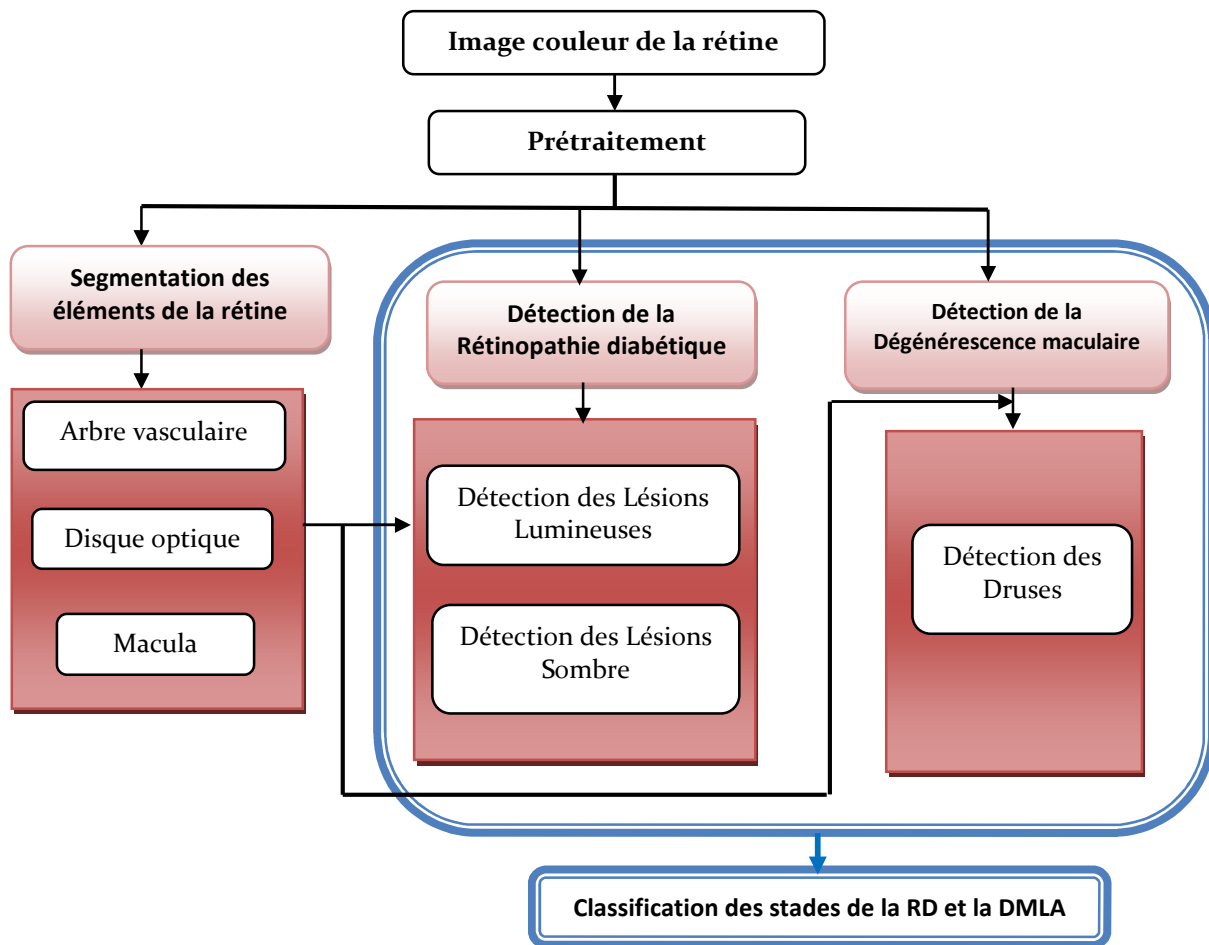 Image couleur de la rétine
Prétraitement
Segmentation des
éléments de la rétine
Arbre vasculaire
Disque optique
Macula
Détection de la
Rétinopathie diabétique
Détection des Lésions
Lumineuses
Détection des Lésions
Sombre
Détection de la
Dégénérescence maculaire
Détection des
Druses
Classification des stades de la RD et la DMLA